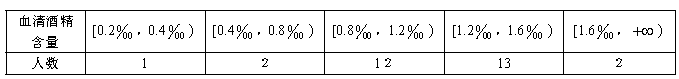 血清酒精含量 [0.2‰，0.4‰) [0.4‰，0.8‰) [0.8‰，1.2‰) [1.2‰，1.6‰) [1.6‰，+∞)
人数 1 2 12 13 2